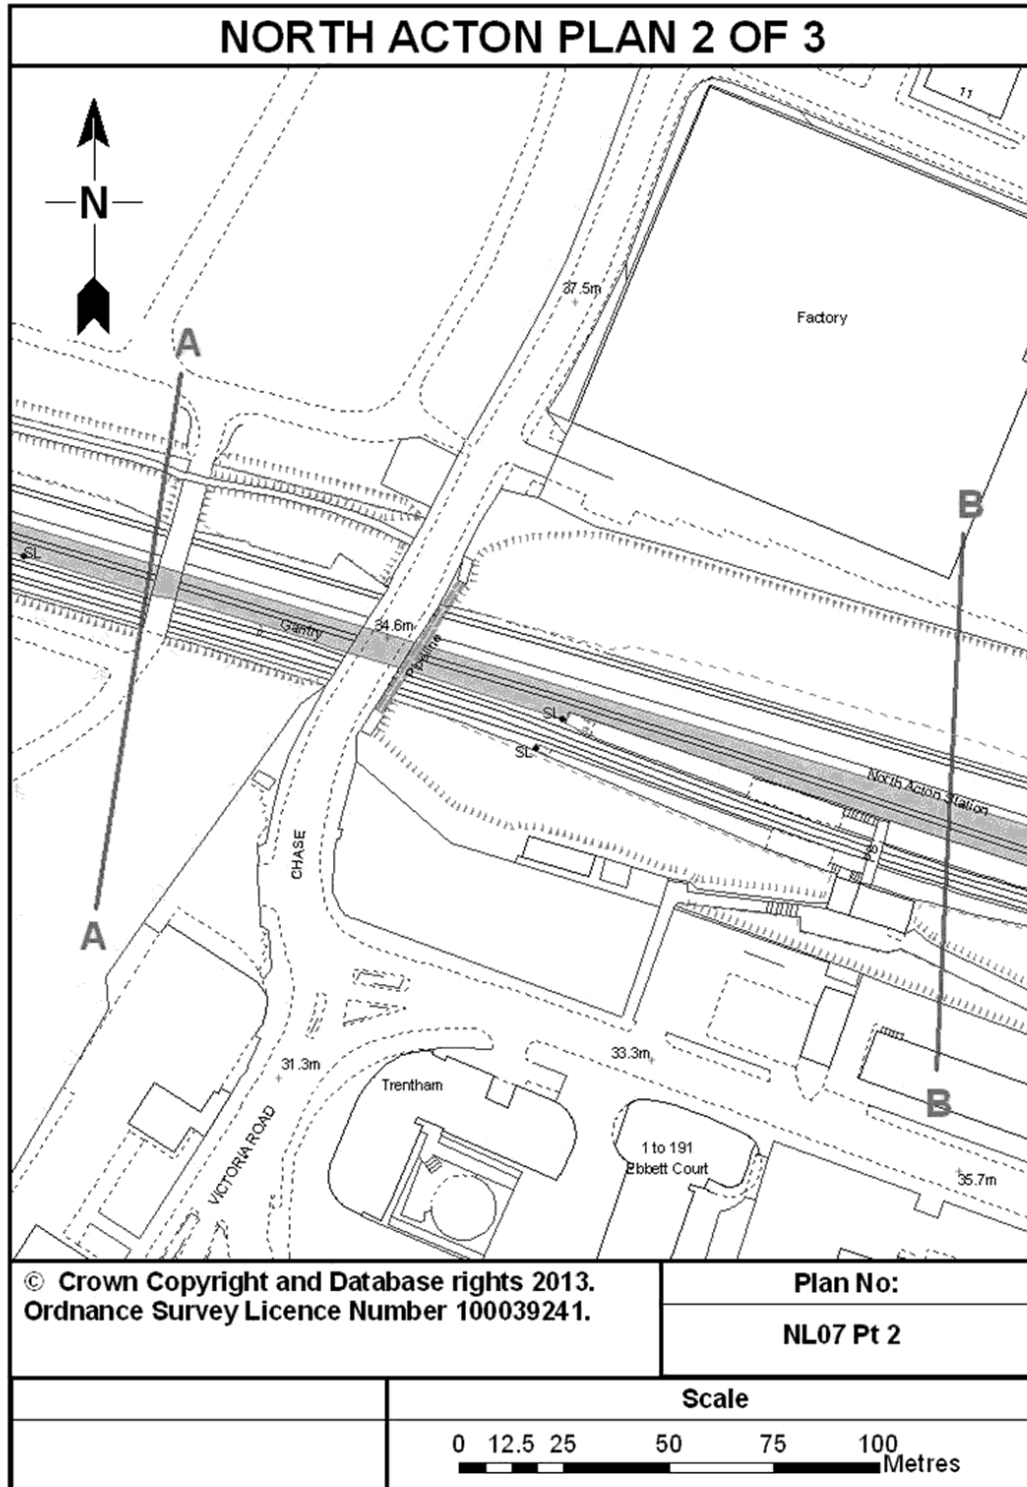 NORTH ACTON PLAN 2 OF 3
11
N
37.5m
Factory
A
B
SL
Gantry
34.6m
Pipeline
SL
SL
North Acton Station
CHASE
A
31.3m
33.3m
Trentham
B
VICTORIA ROAD
1 to 191
Ebbett Court
35.7m
© Crown Copyright and Database rights 2013.
Ordnance Survey Licence Number 100039241.
Plan No:
NL07 Pt 2
Scale
0 12.5 25 50 75 100
Metres